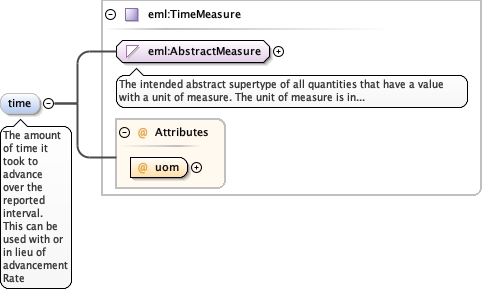 eml:TimeMeasure
eml:AbstractMeasure
The intended abstract supertype of all quantities that have a value
with a unit of measure. The unit of measure is in...
time
@ Attributes
@ uom
The amount
of time it
took to
advance
over the
reported
interval.
This can be
used with or
in lieu of
advancement
Rate